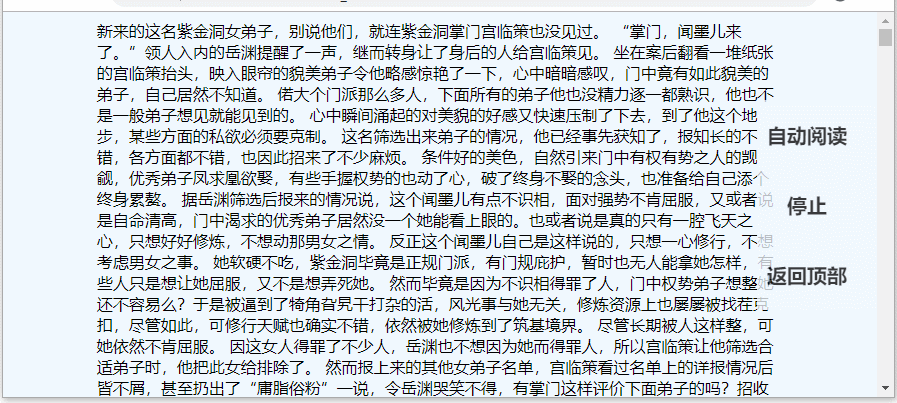 新来的这名紫金洞女弟子，别说他们，就连紫金洞掌门宫临策也没见过。 “掌门，闻墨儿来
了。”领人入内的岳渊提醒了一声，继而转身让了身后的人给宫临策见。 坐在案后翻看一堆纸张
的宫临策抬头，映入眼帘的貌美弟子令他略感惊艳了一下，心中暗暗感叹，门中竟有如此貌美的
弟子，自己居然不知道。 偌大个门派那么多人，下面所有的弟子他也没精力逐一都熟识，他也不
是一般弟子想见就能见到的。 心中瞬间涌起的对美貌的好感又快速压制了下去，到了他这个地
步，某些方面的私欲必须要克制。 这名筛选出来弟子的情况，他已经事先获知了，报知长的不
错，各方面都不错，也因此招来了不少麻烦。 条件好的美色，自然引来门中有权有势之人的觊
觎，优秀弟子凤求凰欲娶，有些手握权势的也动了心，破了终身不娶的念头，也准备给自己添个
终身累赘。 据岳渊筛选后报来的情况说，这个闻墨儿有点不识相，面对强势不肯屈服，又或者说
是自命清高，门中渴求的优秀弟子居然没一个她能看上眼的。也或者说是真的只有一腔飞天之
心，只想好好修炼，不想动那男女之情。 反正这个闻墨儿自己是这样说的，只想一心修行，不想
考虑男女之事。 她软硬不吃，紫金洞毕竟是正规门派，有门规庇护，暂时也无人能拿她怎样，有
些人只是想让她屈服，又不是想弄死她。 然而毕竟是因为不识相得罪了人，门中权势弟子想整她
还不容易么？于是被逼到了犄角旮旯干打杂的活，风光事与她无关，修炼资源上也屡屡被找茬克
扣，尽管如此，可修行天赋也确实不错，依然被她修炼到了筑基境界。 尽管长期被人这样整，可
她依然不肯屈服。 因这女人得罪了不少人，岳渊也不想因为她而得罪人，所以宫临策让他筛选合
适弟子时，他把此女给排除了。 然而报上来的其他女弟子名单，宫临策看过名单上的详报情况后
皆不屑，甚至扔出了“庸脂俗粉”一说，令岳渊哭笑不得，有掌门这样评价下面弟子的吗？招收
自动阅读
停止
返回顶部